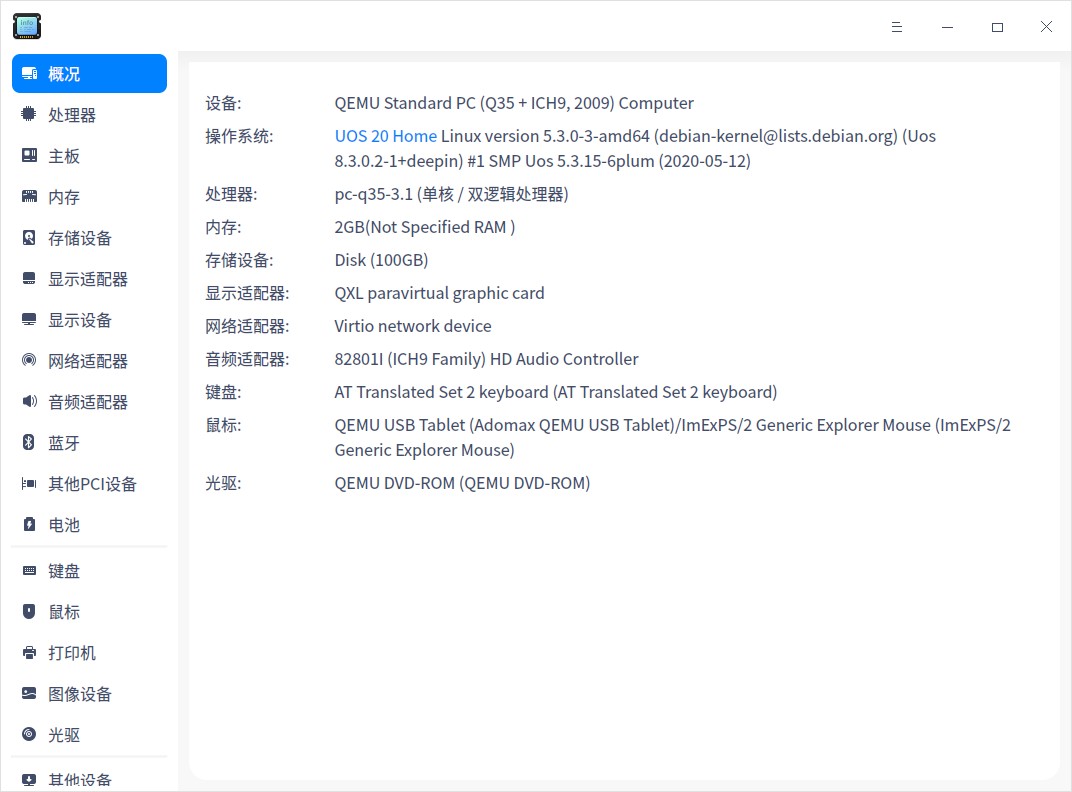 info
概况
处理器
主板
内存
存储设备
显示适配器
显示设备
网络适配器
音频适配器
蓝牙
其他PCI设备
电池
键盘
鼠标
打印机
图像设备
光驱
其他设备
设备: QEMU Standard PC (Q35 + ICH9, 2009) Computer
操作系统: UOS 20 Home Linux version 5.3.0-3-amd64 (debian-kernel@lists.debian.org) (Uos
8.3.0.2-1+deepin) #1 SMP Uos 5.3.15-6plum (2020-05-12)
处理器: pc-q35-3.1 (单核 / 双逻辑处理器)
内存: 2GB(Not Specified RAM )
存储设备: Disk (100GB)
显示适配器: QXL paravirtual graphic card
网络适配器: Virtio network device
音频适配器: 82801I (ICH9 Family) HD Audio Controller
键盘: AT Translated Set 2 keyboard (AT Translated Set 2 keyboard)
鼠标: QEMU USB Tablet (Adomax QEMU USB Tablet)/ImExPS/2 Generic Explorer Mouse (ImExPS/2
Generic Explorer Mouse)
光驱: QEMU DVD-ROM (QEMU DVD-ROM)